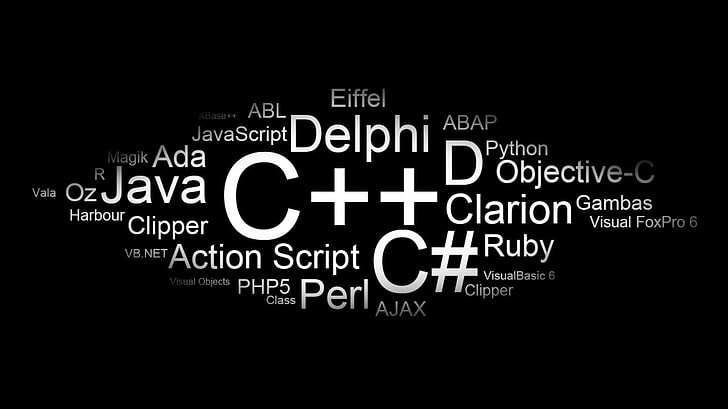 Eiffel
XBase++ ABL
ABAP
JavaScript Delphi
Python
Magik Ada
D
Objective-C
R
Java
C++
Vala Oz
Clarion
Gambas
Harbour
Clipper
Visual FoxPro 6
VB.NET Action Script
C#
Ruby
Visual Objects
PHP5
VisualBasic 6
Class
Perl
Clipper
AJAX